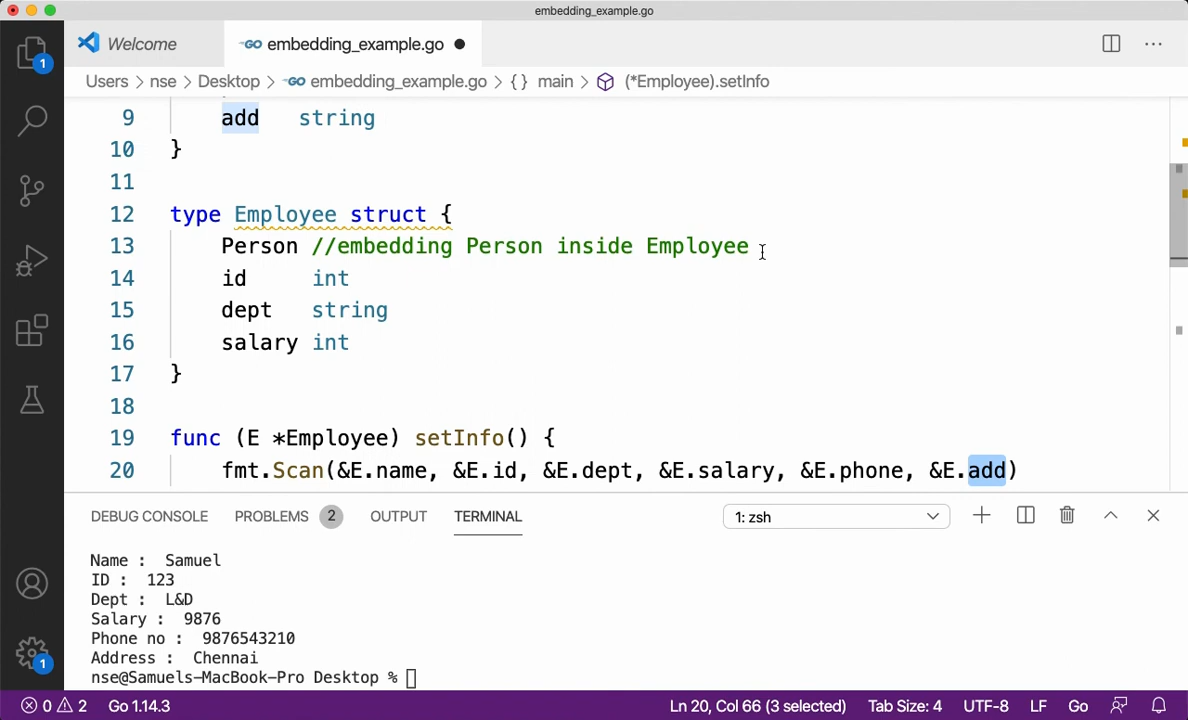 embedding_example.go
Welcome
embedding_example.go
Users > nse > Desktop > embedding_example.go > {} main > (*Employee).setInfo
9 add string
10 }
11
12 type Employee struct {
13 Person //embedding Person inside Employee
14 id int
15 dept string
16 salary int
17 }
18
19 func (E *Employee) setInfo() {
20 fmt.Scan(&E.name, &E.id, &E.dept, &E.salary, &E.phone, &E.add)
DEBUG CONSOLE PROBLEMS 2 OUTPUT TERMINAL 1: zsh
Name : Samuel
ID : 123
Dept : L&D
Salary : 9876
Phone no : 9876543210
Address : Chennai
nse@Samuels-MacBook-Pro Desktop %
0 2 Go 1.14.3 Ln 20, Col 66 (3 selected) Tab Size: 4 UTF-8 LF Go
1
1